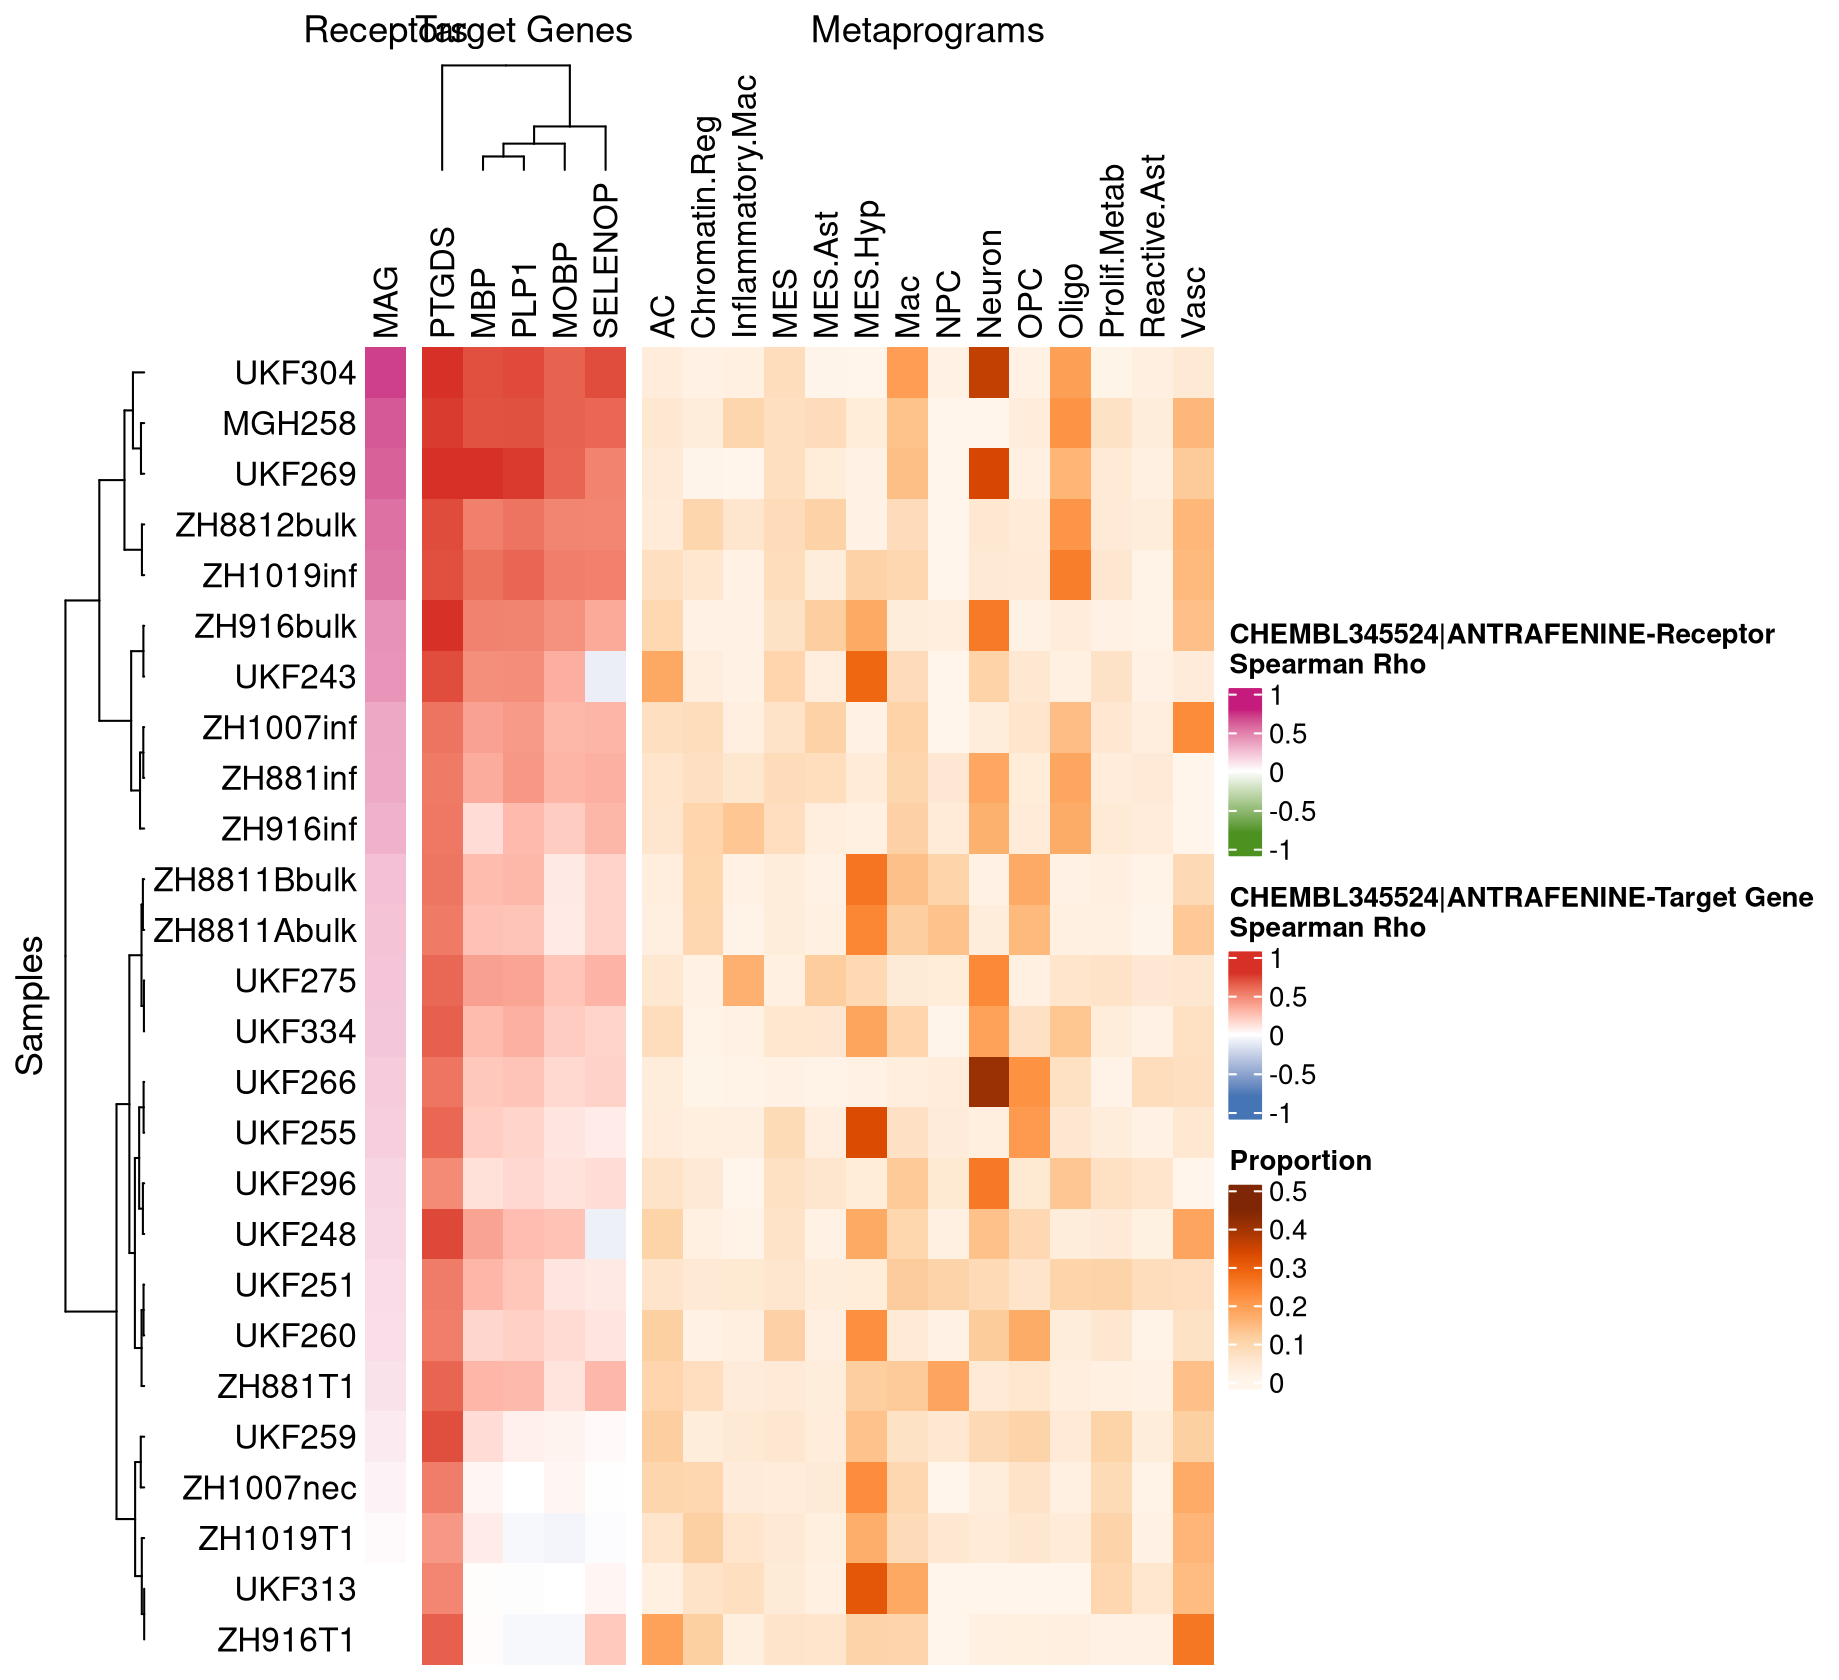 Receptors Target Genes Metaprograms
MAG
PTGDS
MBP
PLP1
MOBP
SELENOP
AC
Chromatin.Reg
Inflammatory.Mac
MES
MES.Ast
MES.Hyp
Mac
NPC
Neuron
OPC
Oligo
Prolif.Metab
Reactive.Ast
Vasc
Samples
UKF304
MGH258
UKF269
ZH8812bulk
ZH1019inf
ZH916bulk
UKF243
ZH1007inf
ZH881inf
ZH916inf
ZH8811Bbulk
ZH8811Abulk
UKF275
UKF334
UKF266
UKF255
UKF296
UKF248
UKF251
UKF260
ZH881T1
UKF259
ZH1007nec
ZH1019T1
UKF313
ZH916T1
CHEMBL345524|ANTRAFENINE-Receptor
Spearman Rho
1
0.5
0
-0.5
-1
CHEMBL345524|ANTRAFENINE-Target Gene
Spearman Rho
1
0.5
0
-0.5
-1
Proportion
0.5
0.4
0.3
0.2
0.1
0